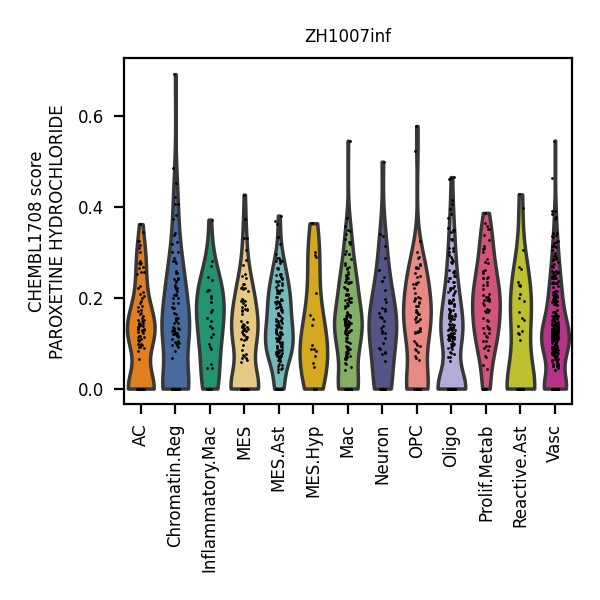 ZH1007inf
CHEMBL1708 score
PAROXETINE HYDROCHLORIDE
0.6
0.4
0.2
0.0
AC
Chromatin.Reg
Inflammatory.Mac
MES
MES.Ast
MES.Hyp
Mac
Neuron
OPC
Oligo
Prolif.Metab
Reactive.Ast
Vasc